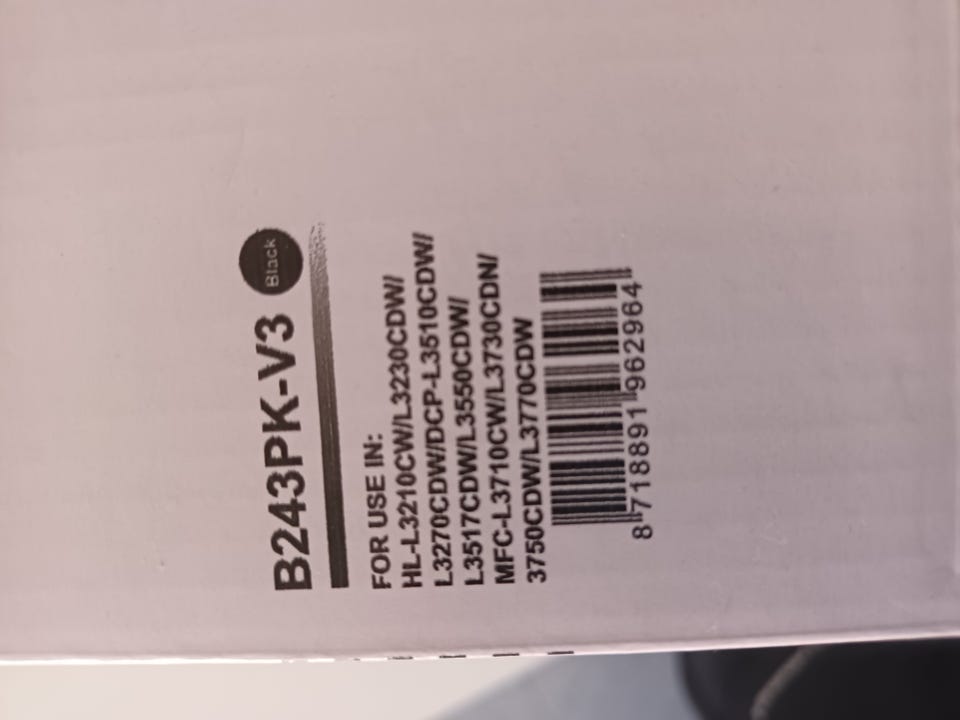 B243PK-V3 Black
FOR USE IN:
HL-L3210CW/L3230CDW/
L3270CDW/DCP-L3510CDW/
L3517CDW/L3550CDW/
MFC-L3710CW/L3730CDN/
3750CDW/L3770CDW
8 718891 962964